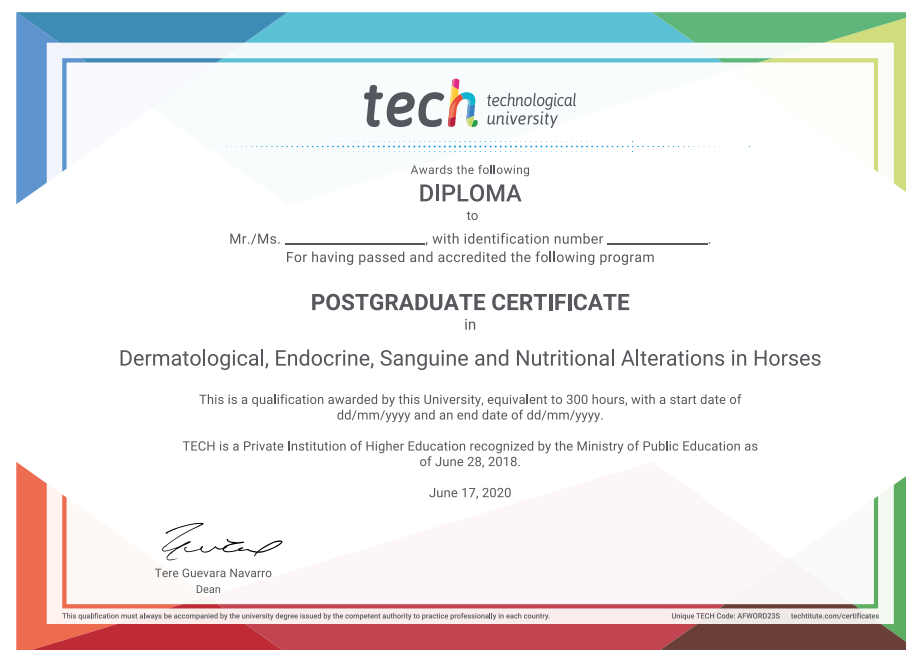 tech technological
university
Awards the following
DIPLOMA
to
Mr./Ms. ____________________, with identification number ______________.
For having passed and accredited the following program
POSTGRADUATE CERTIFICATE
in
Dermatological, Endocrine, Sanguine and Nutritional Alterations in Horses
This is a qualification awarded by this University, equivalent to 300 hours, with a start date of
dd/mm/yyyy and an end date of dd/mm/yyyy.
TECH is a Private Institution of Higher Education recognized by the Ministry of Public Education as
of June 28, 2018.
June 17, 2020
Tere Guevara Navarro
Dean
This qualification must always be accompanied by the university degree issued by the competent authority to practice professionally in each country.
Unique TECH Code: AFWORD23S techtitute.com/certificates